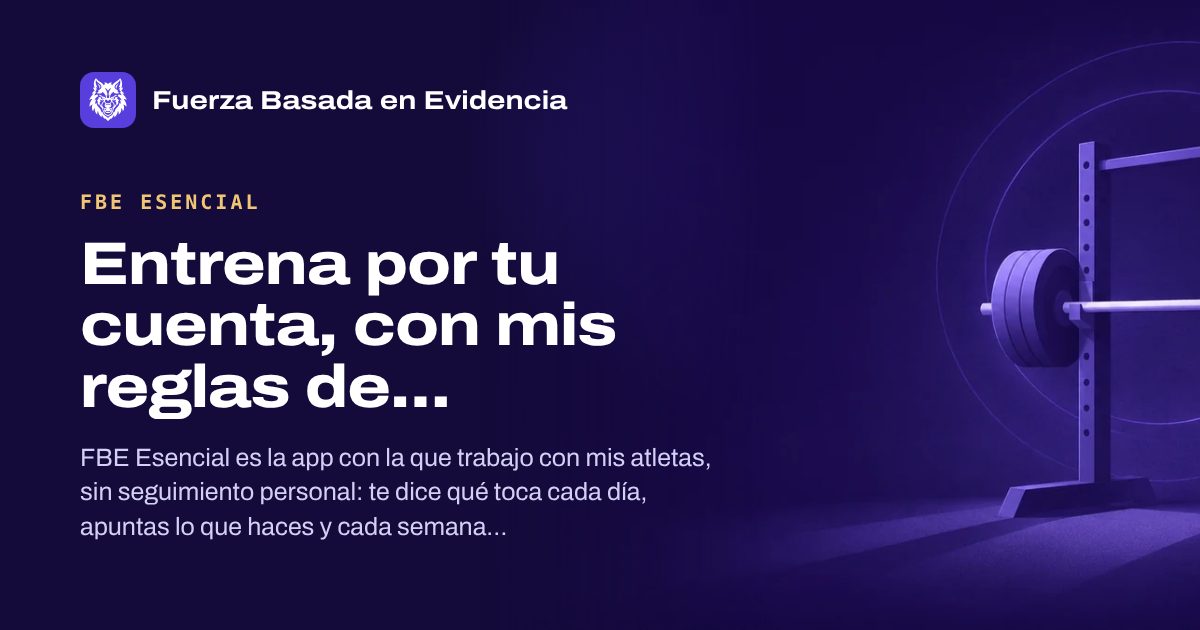 Fuerza Basada en Evidencia
FBE ESENCIAL
Entrena por tu
cuenta, con mis
reglas de...
FBE Esencial es la app con la que trabajo con mis atletas,
sin seguimiento personal: te dice qué toca cada día,
apuntas lo que haces y cada semana...